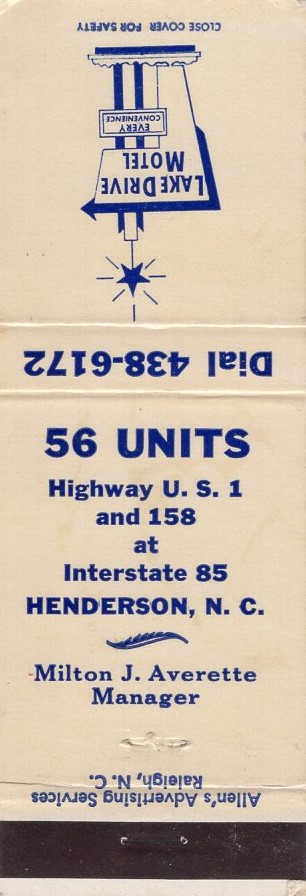 CLOSE COVER FOR SAFETY
EVERY
CONVENIENCE
LAKE DRIVE
MOTEL
Dial 438-6172
56 UNITS
Highway U. S. 1
and 158
at
Interstate 85
HENDERSON, N. C.
Milton J. Averette
Manager
Allen's Advertising Services
Raleigh, N. C.